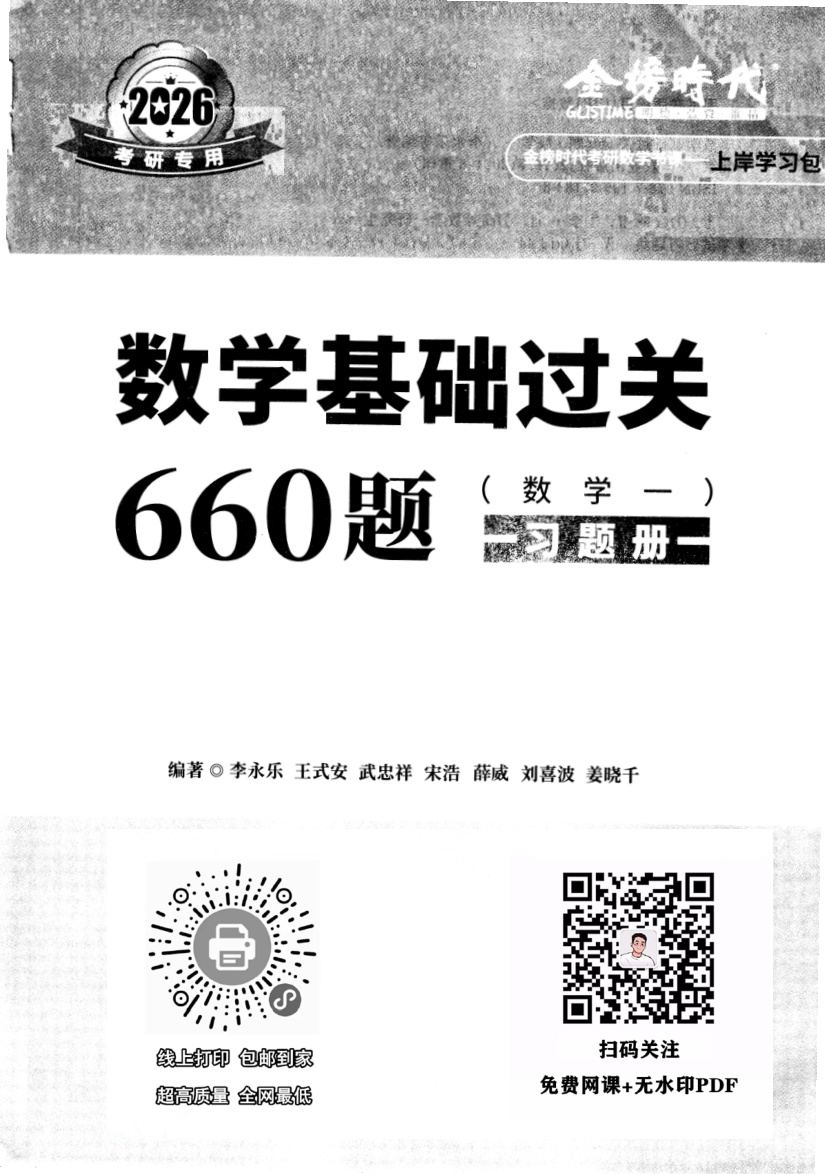 2026
考研专用
金榜時代
GLISTIME
金榜时代考研数学书课——上岸学习包
数学基础过关
660题
（数学一）
习题册
编著◎李永乐 王式安 武忠祥 宋浩 薛威 刘喜波 姜晓千
线上打印 包邮到家
超高质量 全网最低
扫码关注
免费网课+无水印PDF